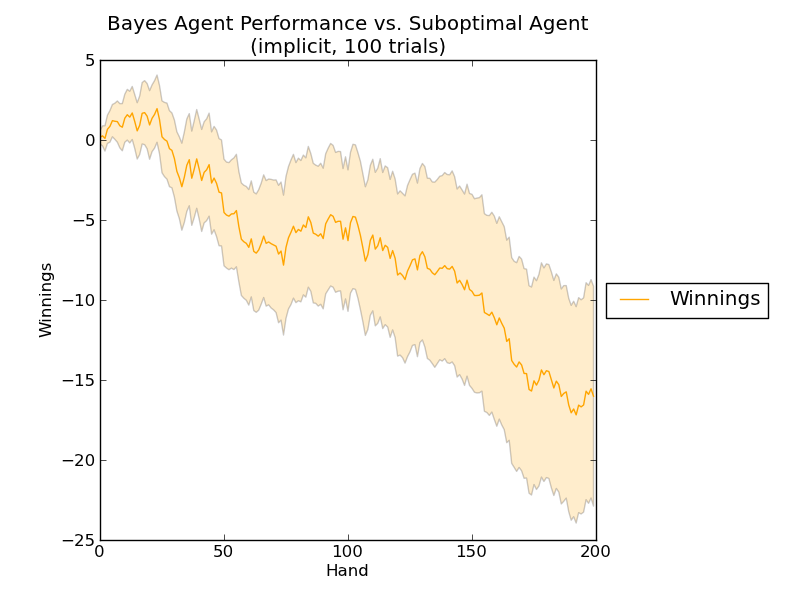 Bayes Agent Performance vs. Suboptimal Agent
(implicit, 100 trials)
5
0
−5
−10
−15
−20
−25
Winnings
0 50 100 150 200
Hand
Winnings